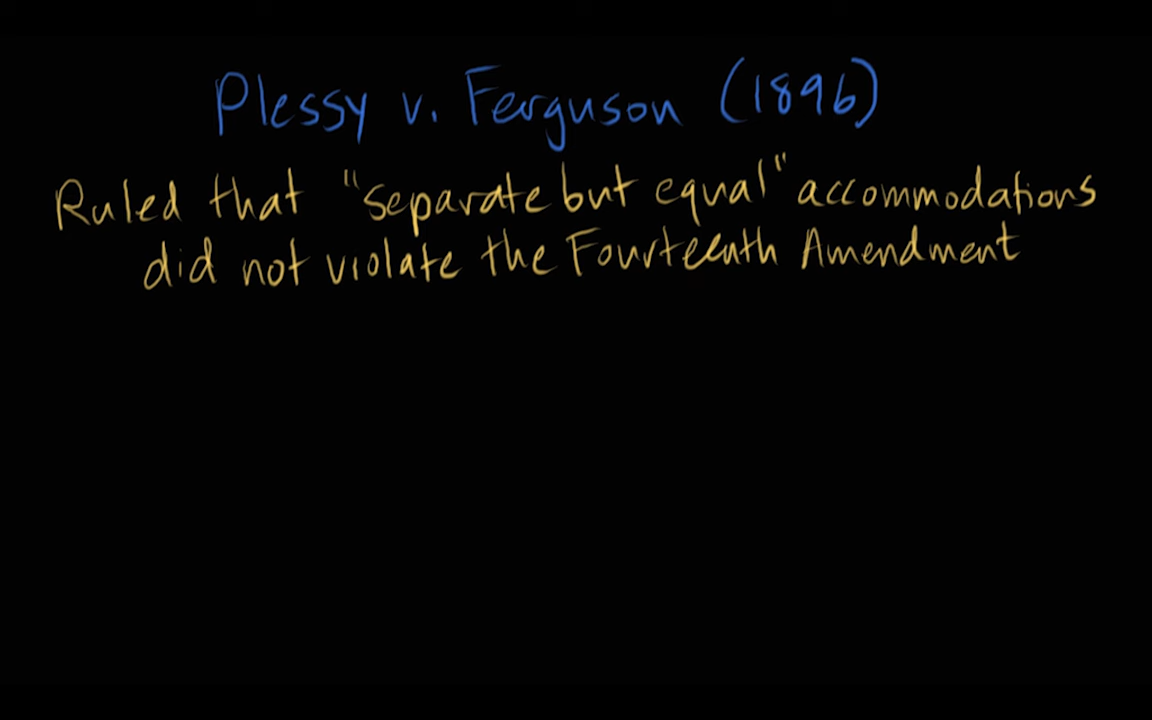 Plessy v. Ferguson (1896)
Ruled that "separate but equal" accommodations
did not violate the Fourteenth Amendment